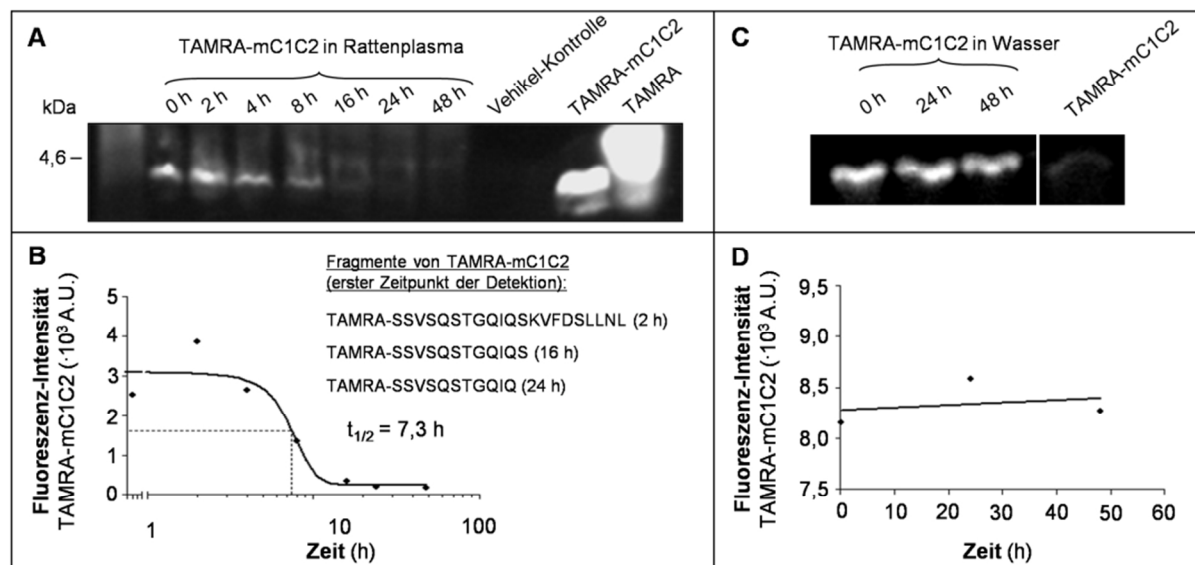 A
TAMRA-mC1C2 in Rattenplasma
kDa
0 h
2 h
4 h
8 h
16 h
24 h
48 h
Vehikel-Kontrolle
TAMRA-mC1C2
TAMRA
4,6
B
Fluoreszenz-Intensität
TAMRA-mC1C2 (·10³ A.U.)
5
4
3
2
1
0
Fragmente von TAMRA-mC1C2
(erster Zeitpunkt der Detektion):
TAMRA-SSVSQSTGQIQSKVFDSLLNL (2 h)
TAMRA-SSVSQSTGQIQS (16 h)
TAMRA-SSVSQSTGQIQ (24 h)
t1/2 = 7,3 h
1
10
100
Zeit (h)
C
TAMRA-mC1C2 in Wasser
0 h
24 h
48 h
TAMRA-mC1C2
D
Fluoreszenz-Intensität
TAMRA-mC1C2 (·10³ A.U.)
9,5
9,0
8,5
8,0
7,5
0
10
20
30
40
50
60
Zeit (h)